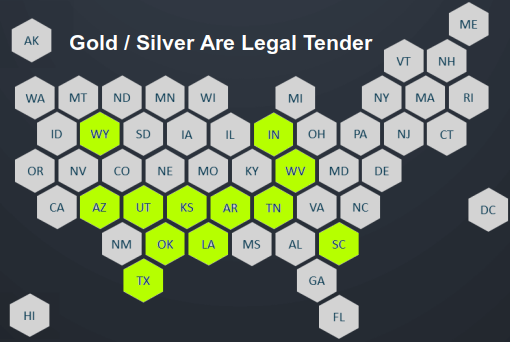 ME
AK
Gold / Silver Are Legal Tender
VT NH
WA MT ND MN WI MI NY MA RI
ID WY SD IA IL IN OH PA NJ CT
OR NV CO NE MO KY WV MD DE
CA AZ UT KS AR TN VA NC DC
NM OK LA MS AL SC
TX GA
HI FL